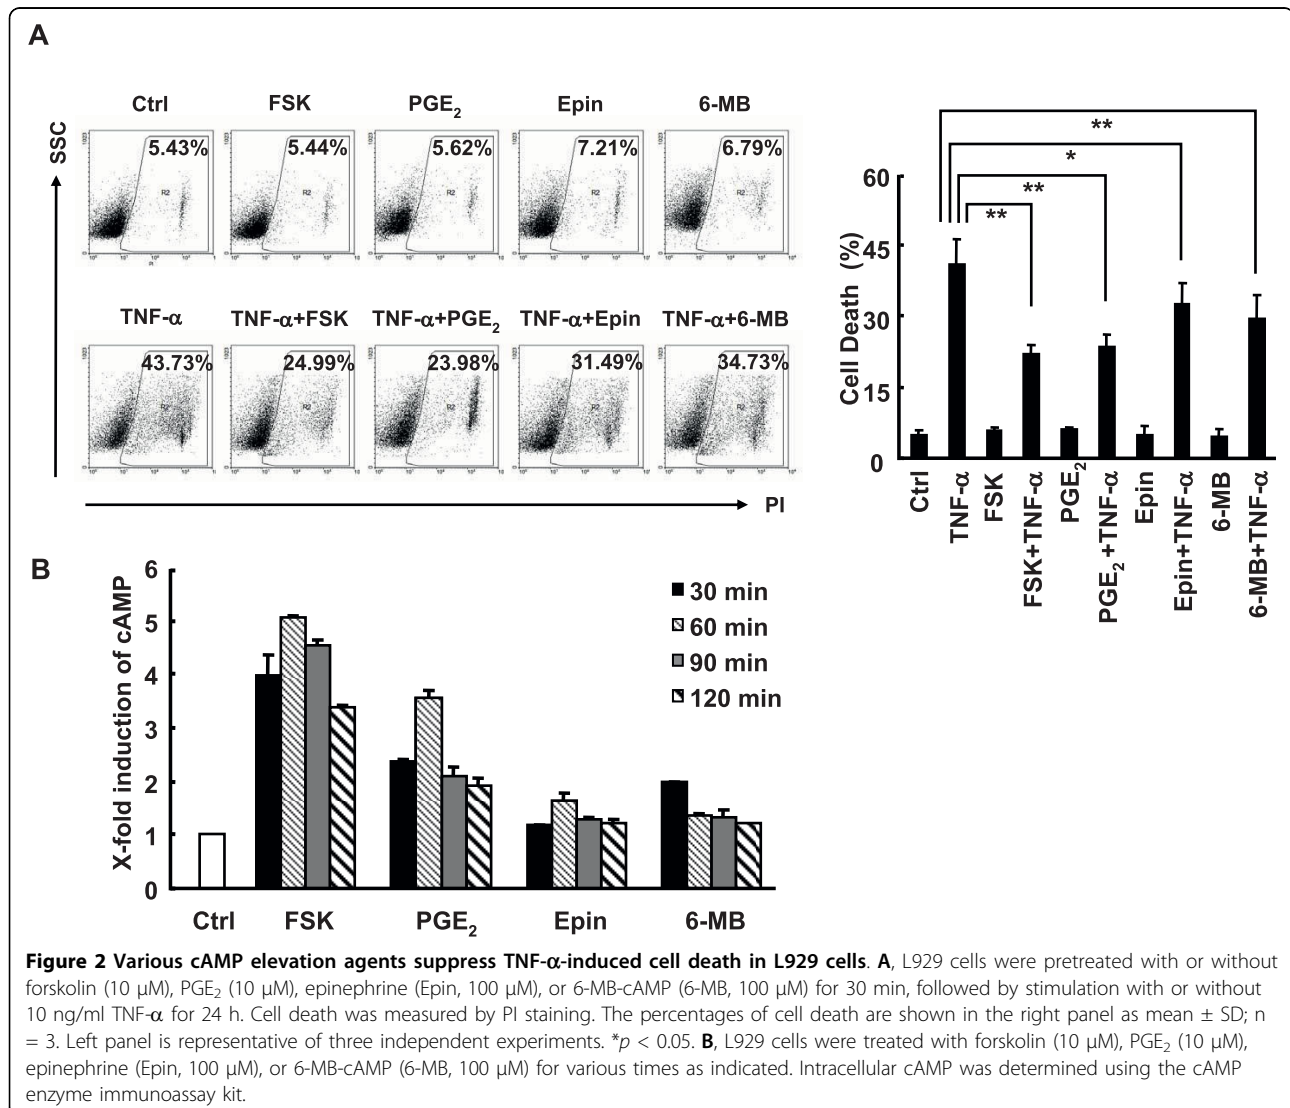 A
Ctrl FSK PGE2 Epin 6-MB
SSC
5.43% 5.44% 5.62% 7.21% 6.79%
R2 R2 R2 R2 R2
TNF-α TNF-α+FSK TNF-α+PGE2 TNF-α+Epin TNF-α+6-MB
43.73% 24.99% 23.98% 31.49% 34.73%
R2 R2 R2 R2 R2
PI
**
*
**
**
Cell Death (%)
60
45
30
15
0
Ctrl
TNF-α
FSK
FSK+TNF-α
PGE2
PGE2+TNF-α
Epin
Epin+TNF-α
6-MB
6-MB+TNF-α
B
X-fold induction of cAMP
6
5
4
3
2
1
0
30 min
60 min
90 min
120 min
Ctrl FSK PGE2 Epin 6-MB
Figure 2 Various cAMP elevation agents suppress TNF-α-induced cell death in L929 cells. A, L929 cells were pretreated with or without
forskolin (10 μM), PGE2 (10 μM), epinephrine (Epin, 100 μM), or 6-MB-cAMP (6-MB, 100 μM) for 30 min, followed by stimulation with or without
10 ng/ml TNF-α for 24 h. Cell death was measured by PI staining. The percentages of cell death are shown in the right panel as mean ± SD; n
= 3. Left panel is representative of three independent experiments. *p < 0.05. B, L929 cells were treated with forskolin (10 μM), PGE2 (10 μM),
epinephrine (Epin, 100 μM), or 6-MB-cAMP (6-MB, 100 μM) for various times as indicated. Intracellular cAMP was determined using the cAMP
enzyme immunoassay kit.